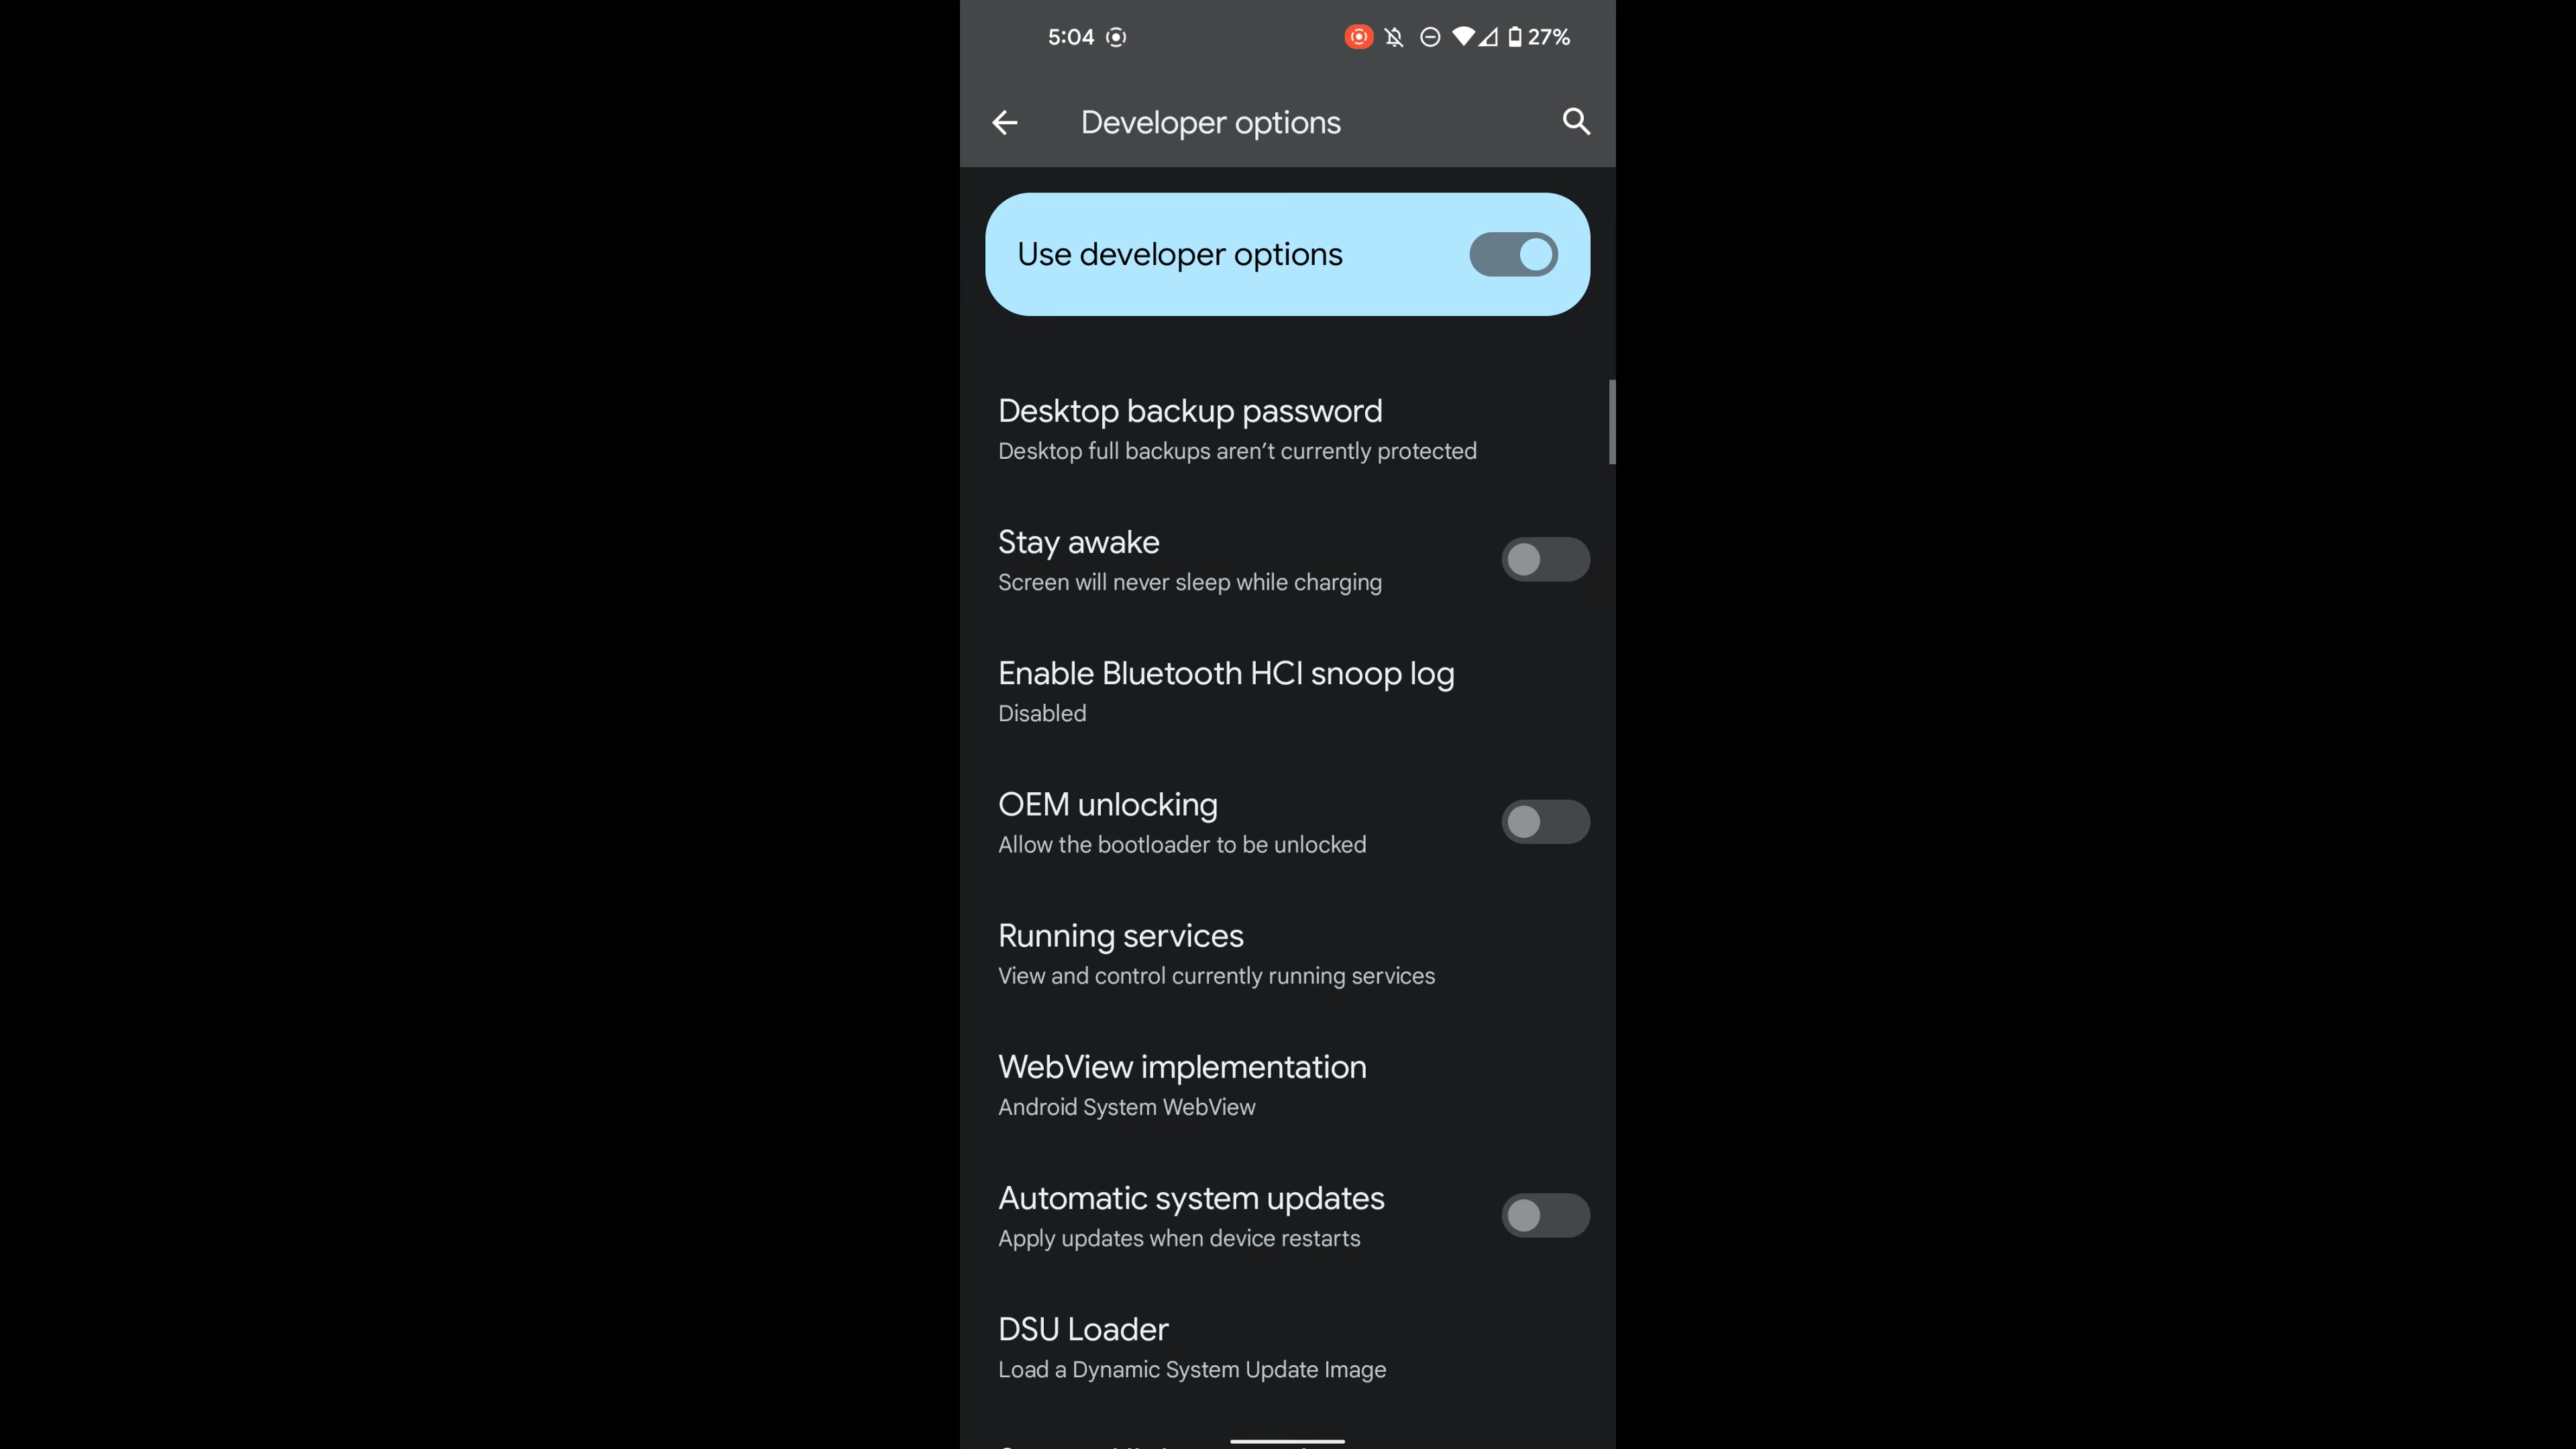 5:04
27%
Developer options
Use developer options
Desktop backup password
Desktop full backups aren't currently protected
Stay awake
Screen will never sleep while charging
Enable Bluetooth HCI snoop log
Disabled
OEM unlocking
Allow the bootloader to be unlocked
Running services
View and control currently running services
WebView implementation
Android System WebView
Automatic system updates
Apply updates when device restarts
DSU Loader
Load a Dynamic System Update Image